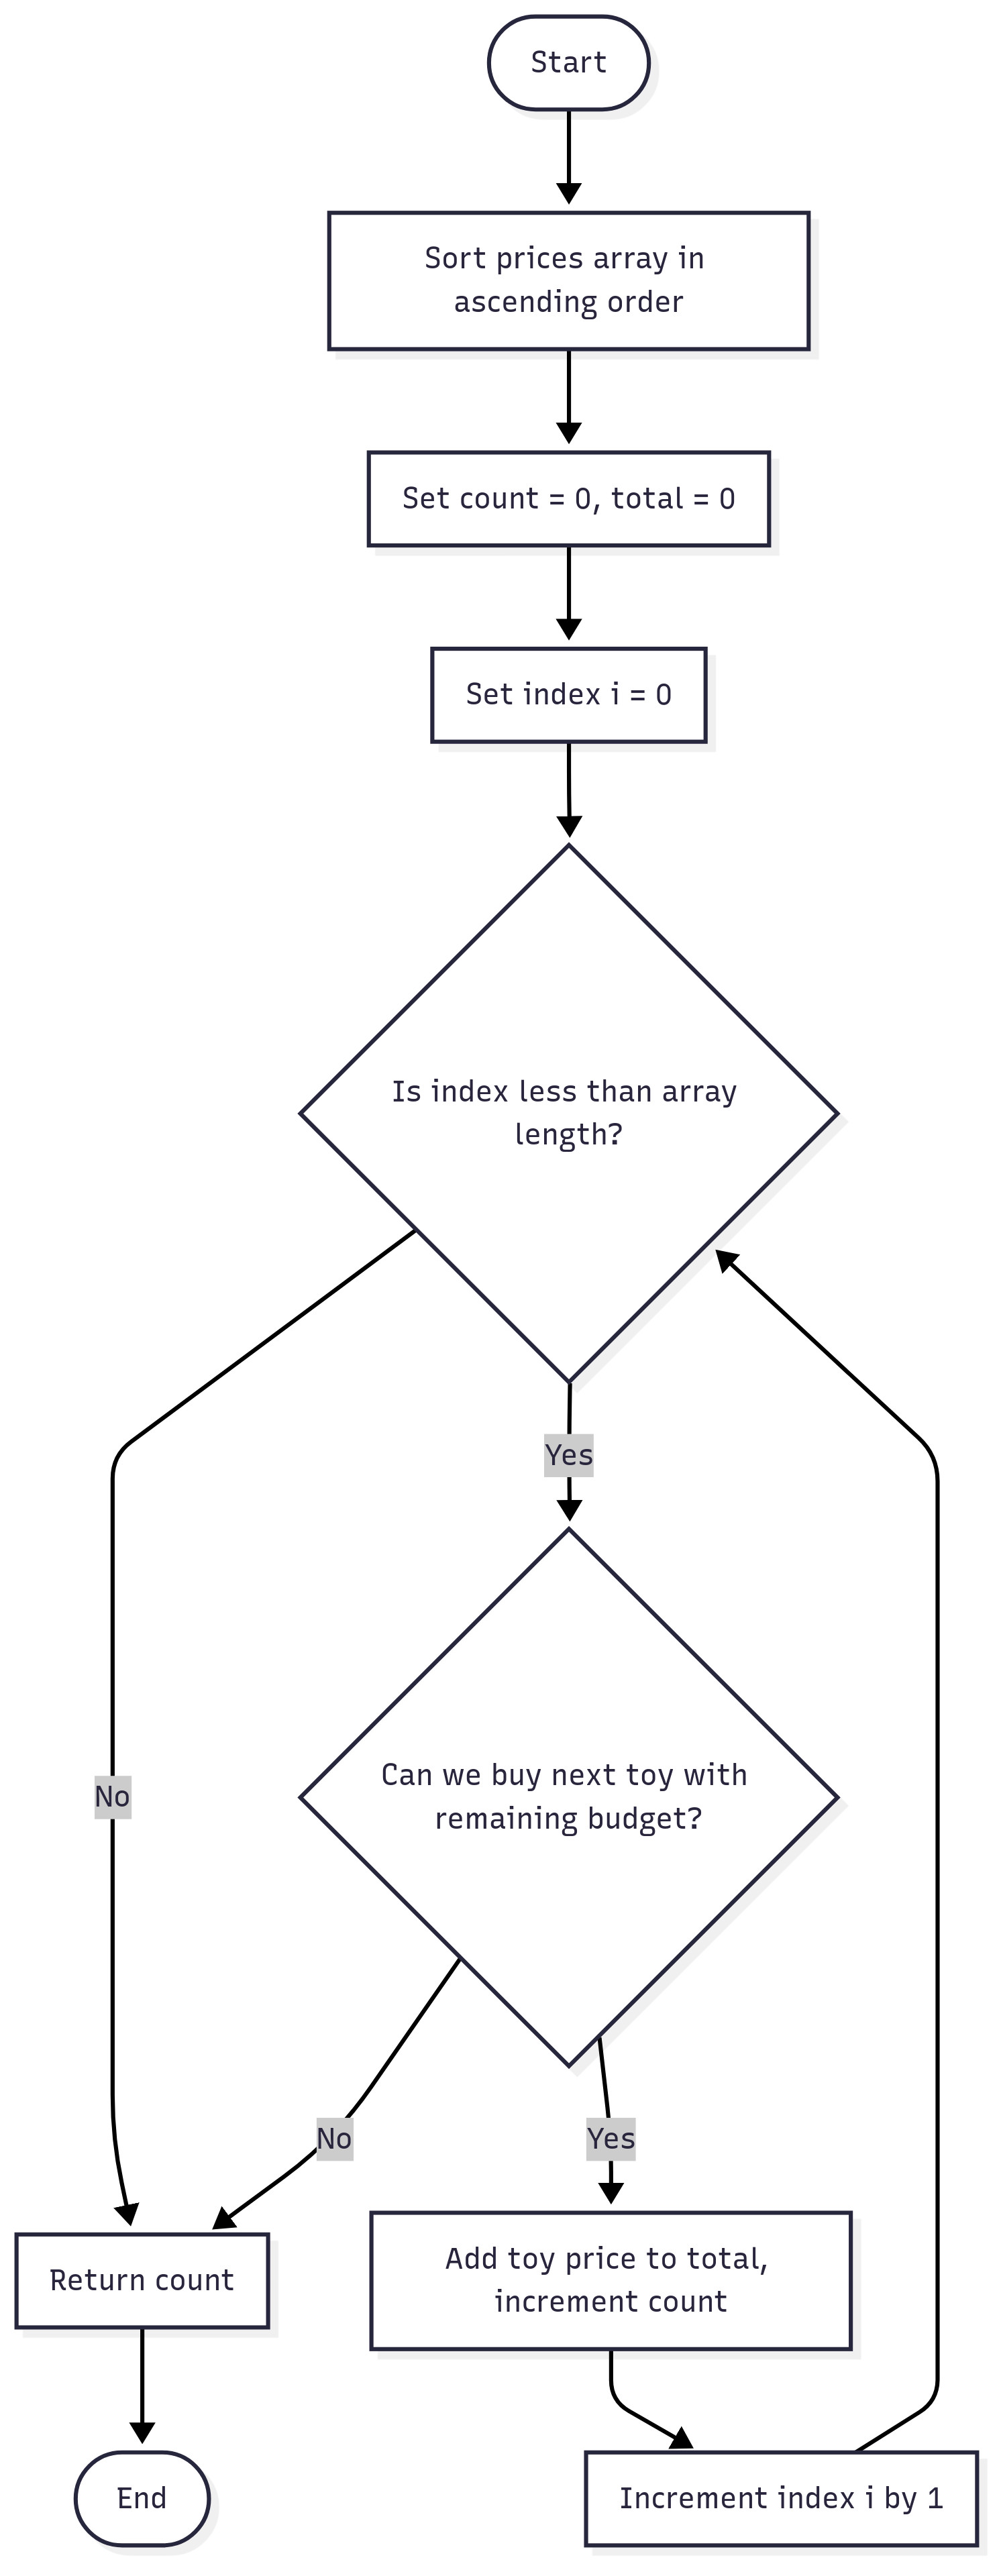 Start
Sort prices array in
ascending order
Set count = 0, total = 0
Set index i = 0
Is index less than array
length?
Yes
Can we buy next toy with
remaining budget?
No
No
Yes
Return count
Add toy price to total,
increment count
End
Increment index i by 1